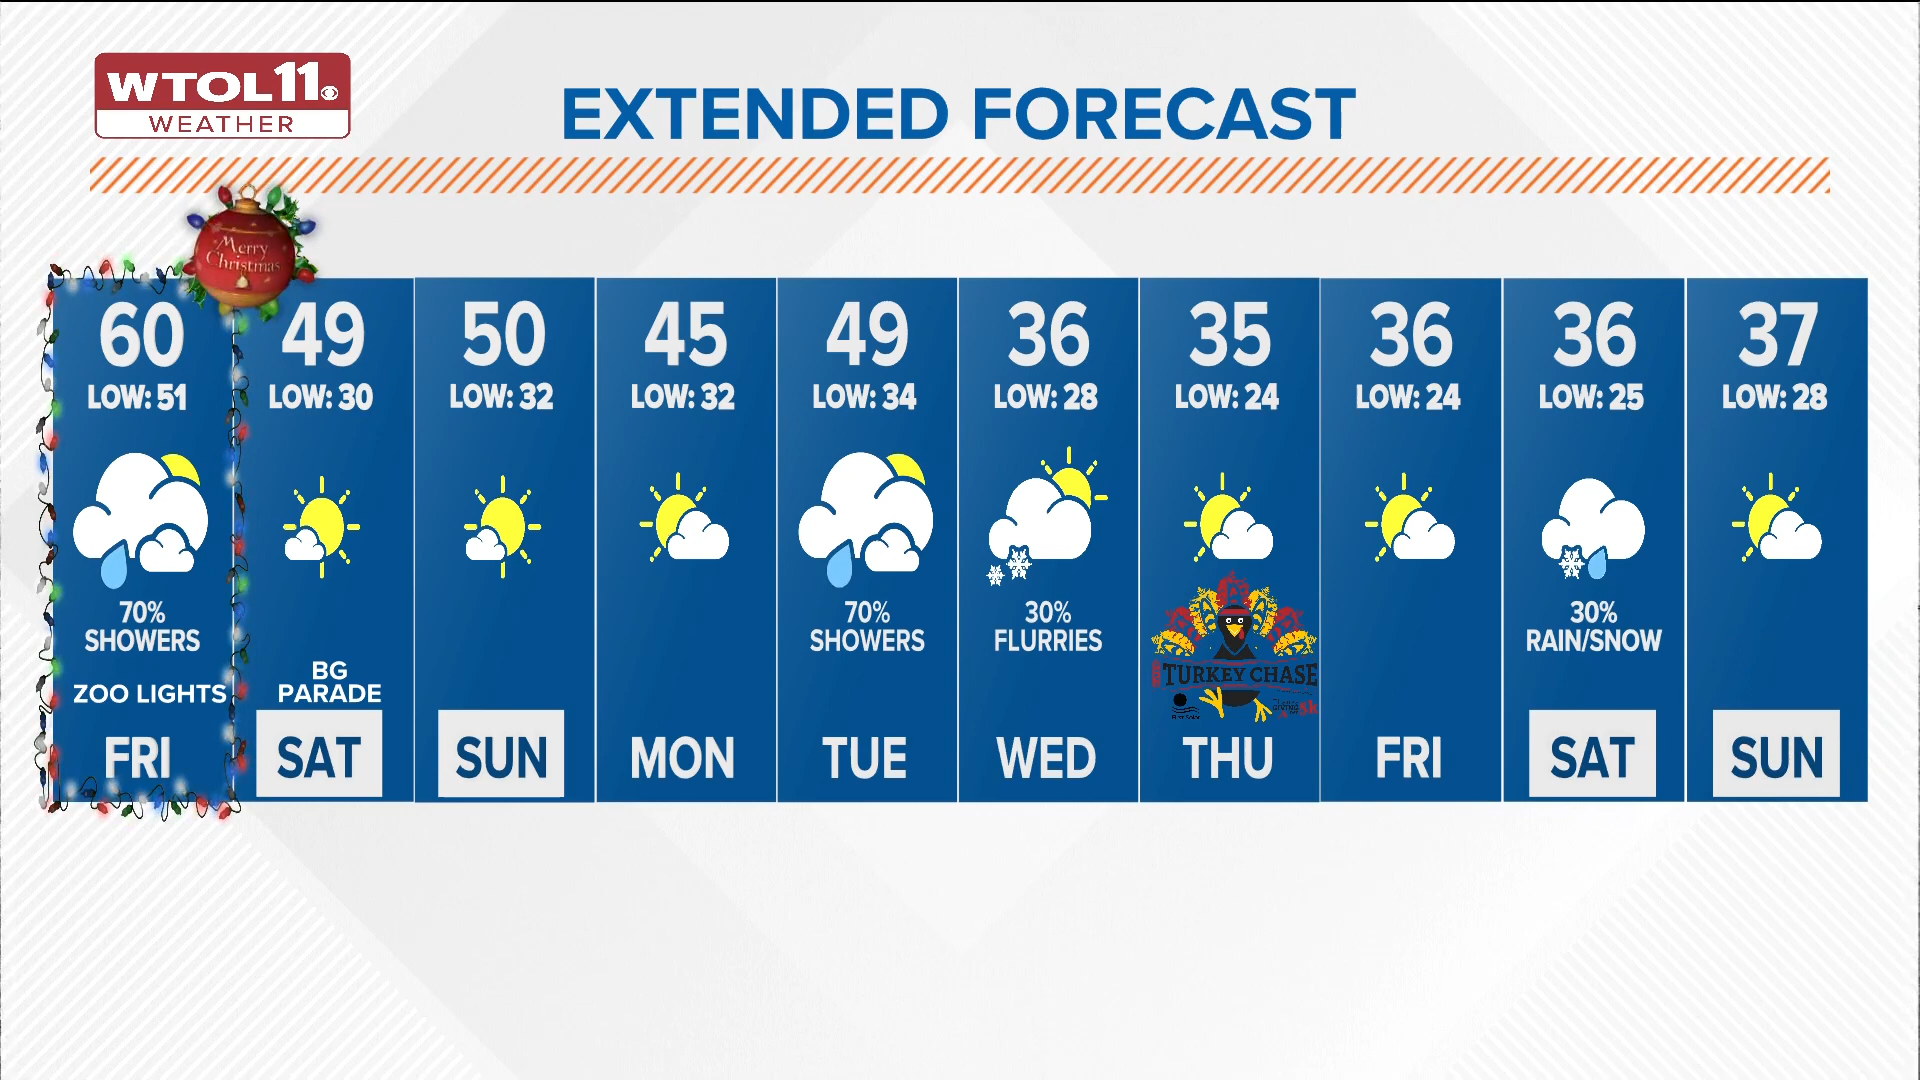 WTOL11
WEATHER
EXTENDED FORECAST
Merry
Christmas
60
LOW: 51
70%
SHOWERS
ZOO LIGHTS
FRI
49
LOW: 30
BG
PARADE
SAT
50
LOW: 32
SUN
45
LOW: 32
MON
49
LOW: 34
70%
SHOWERS
TUE
36
LOW: 28
30%
FLURRIES
WED
35
LOW: 24
TURKEY CHASE
THU
36
LOW: 24
FRI
36
LOW: 25
30%
RAIN/SNOW
SAT
37
LOW: 28
SUN